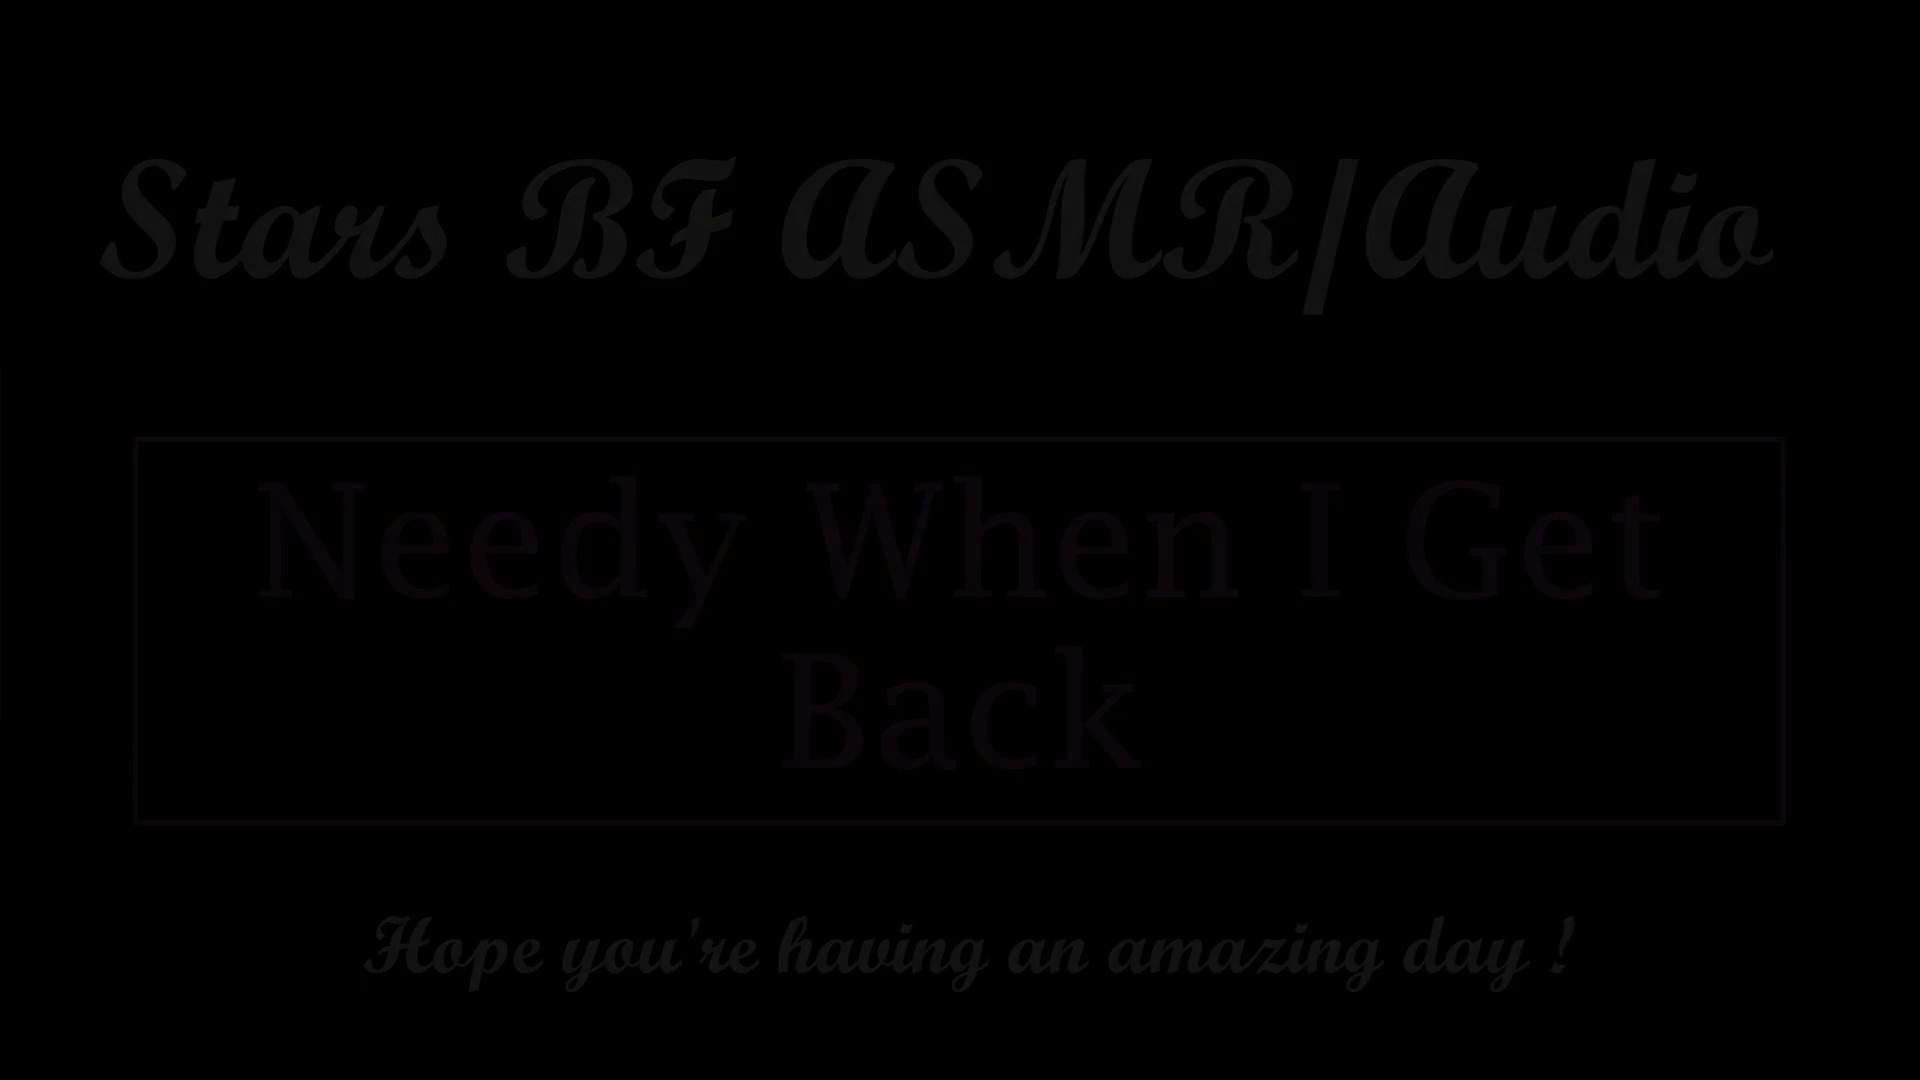 Stars BF ASMR/Audio
Needy When I Get
Back
Hope you're having an amazing day !